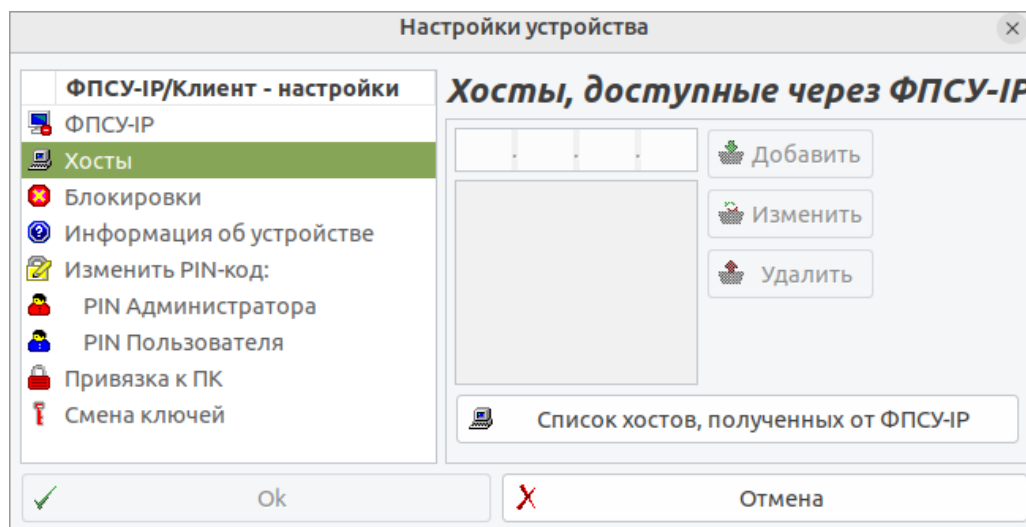 Настройки устройства
ФПСУ-IP/Клиент - настройки
ФПСУ-IP
Хосты
Блокировки
Информация об устройстве
Изменить PIN-код:
PIN Администратора
PIN Пользователя
Привязка к ПК
Смена ключей
Хосты, доступные через ФПСУ-IP
. . .
Добавить
Изменить
Удалить
Список хостов, полученных от ФПСУ-IP
Ok
Отмена